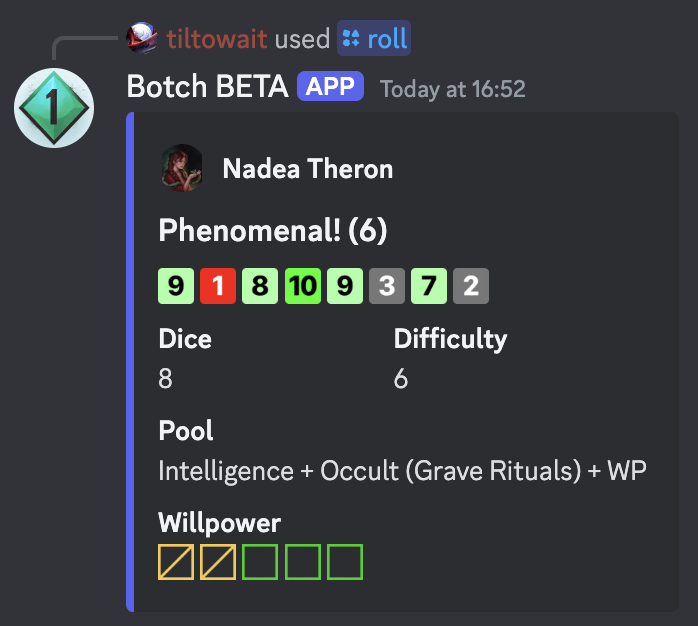 tiltowait used roll
1
Botch BETA APP Today at 16:52
Nadea Theron
Phenomenal! (6)
9 1 8 10 9 3 7 2
Dice Difficulty
8 6
Pool
Intelligence + Occult (Grave Rituals) + WP
Willpower